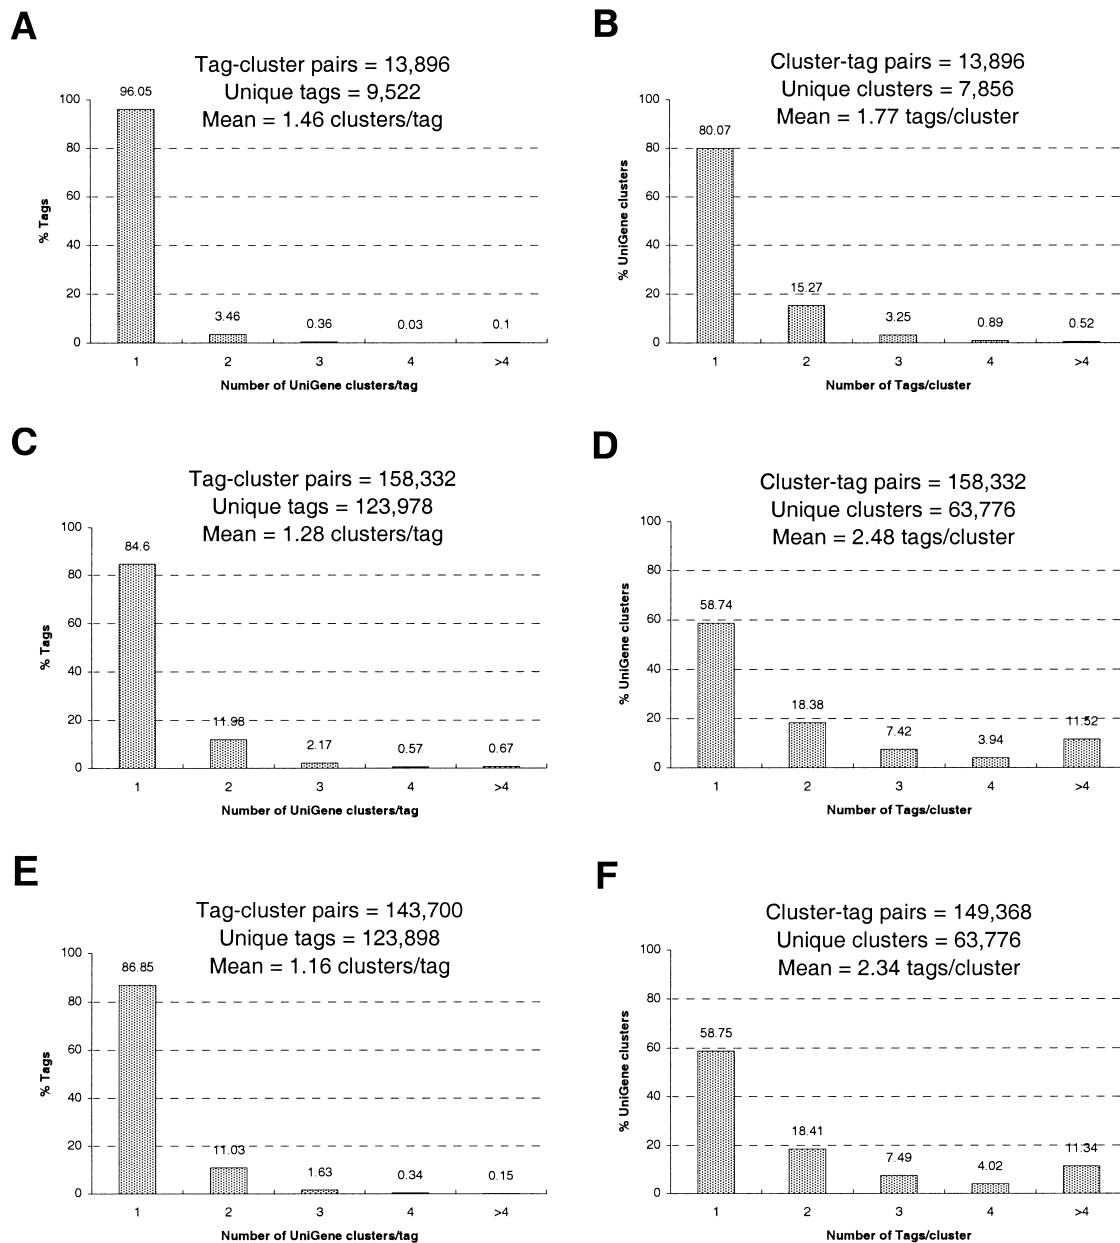 A
Tag-cluster pairs = 13,896
Unique tags = 9,522
Mean = 1.46 clusters/tag
% Tags
100
80
60
40
20
0
96.05
3.46
0.36
0.03
0.1
1 2 3 4 >4
Number of UniGene clusters/tag
B
Cluster-tag pairs = 13,896
Unique clusters = 7,856
Mean = 1.77 tags/cluster
% UniGene clusters
100
80
60
40
20
0
80.07
15.27
3.25
0.89
0.52
1 2 3 4 >4
Number of Tags/cluster
C
Tag-cluster pairs = 158,332
Unique tags = 123,978
Mean = 1.28 clusters/tag
% Tags
100
80
60
40
20
0
84.6
11.98
2.17
0.57
0.67
1 2 3 4 >4
Number of UniGene clusters/tag
D
Cluster-tag pairs = 158,332
Unique clusters = 63,776
Mean = 2.48 tags/cluster
% UniGene clusters
100
80
60
40
20
0
58.74
18.38
7.42
3.94
11.52
1 2 3 4 >4
Number of Tags/cluster
E
Tag-cluster pairs = 143,700
Unique tags = 123,898
Mean = 1.16 clusters/tag
% Tags
100
80
60
40
20
0
86.85
11.03
1.63
0.34
0.15
1 2 3 4 >4
Number of UniGene clusters/tag
F
Cluster-tag pairs = 149,368
Unique clusters = 63,776
Mean = 2.34 tags/cluster
% UniGene clusters
100
80
60
40
20
0
58.75
18.41
7.49
4.02
11.34
1 2 3 4 >4
Number of Tags/cluster